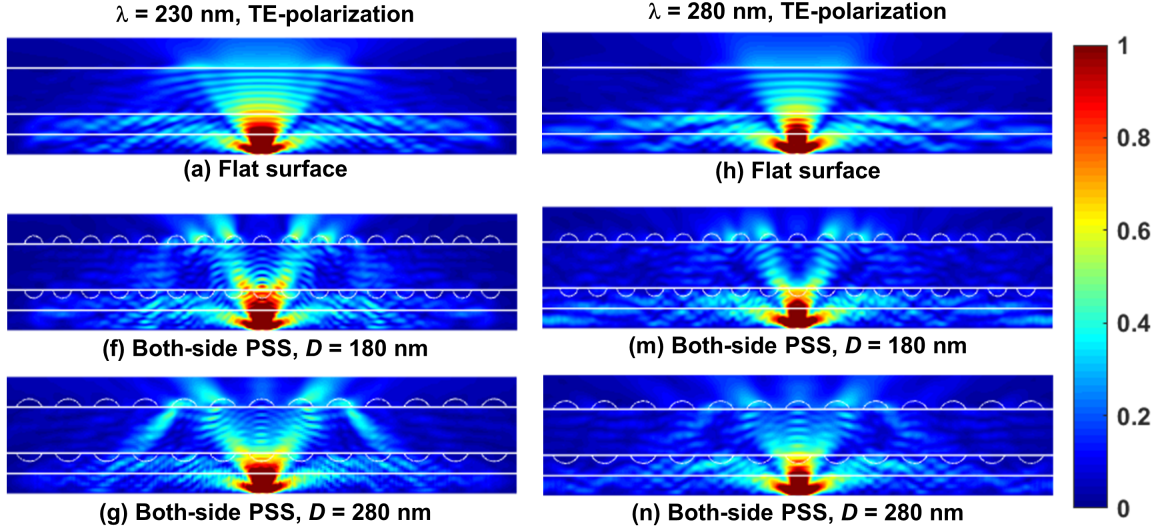 λ = 230 nm, TE-polarization
λ = 280 nm, TE-polarization
(a) Flat surface
(h) Flat surface
(f) Both-side PSS, D = 180 nm
(m) Both-side PSS, D = 180 nm
(g) Both-side PSS, D = 280 nm
(n) Both-side PSS, D = 280 nm
1
0.8
0.6
0.4
0.2
0